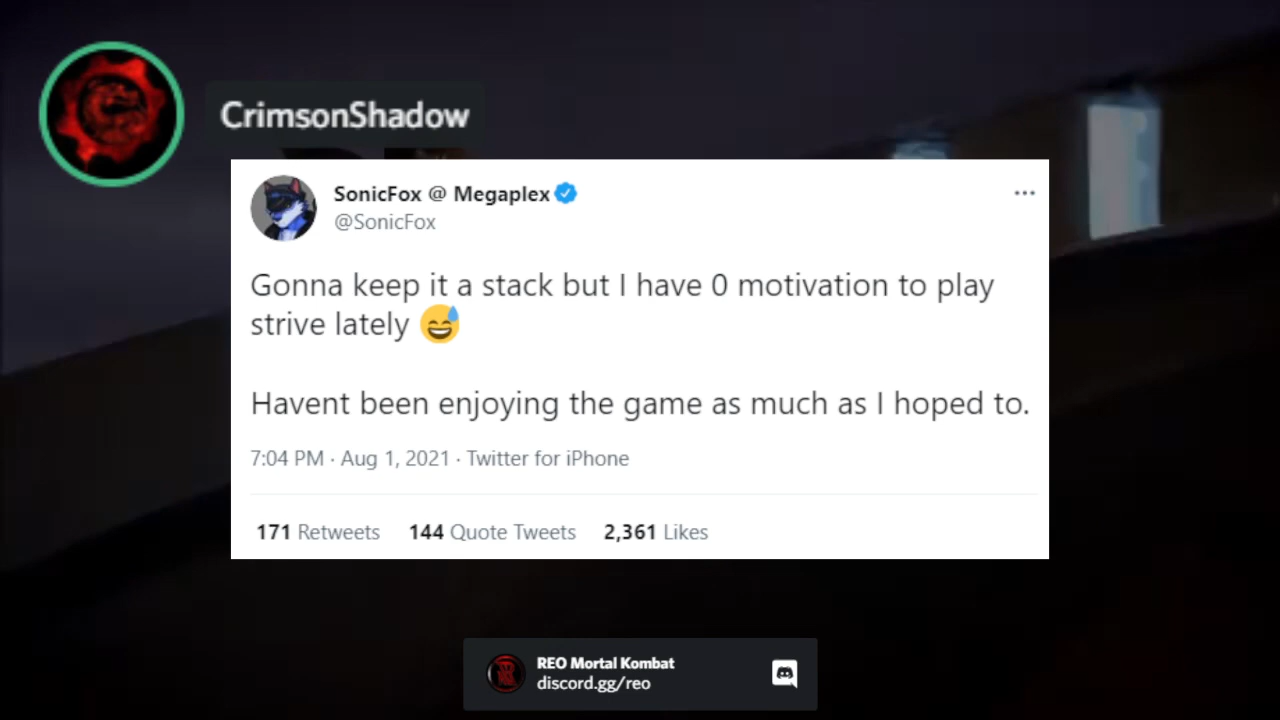 CrimsonShadow
SonicFox @ Megaplex
@SonicFox
Gonna keep it a stack but I have 0 motivation to play
strive lately 😅
Havent been enjoying the game as much as I hoped to.
7:04 PM · Aug 1, 2021 · Twitter for iPhone
171 Retweets 144 Quote Tweets 2,361 Likes
REO Mortal Kombat
discord.gg/reo